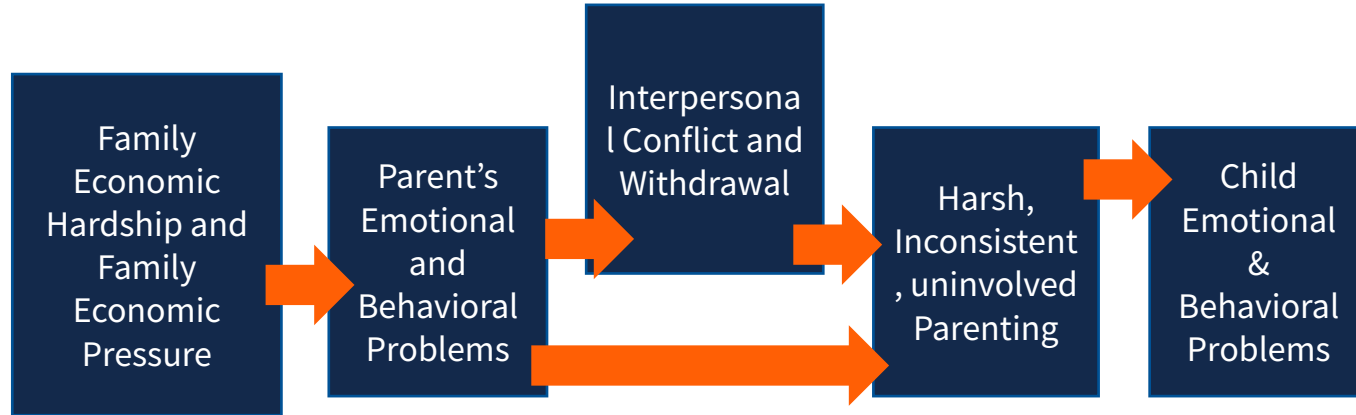 Family
Economic
Hardship and
Family
Economic
Pressure
Parent’s
Emotional
and
Behavioral
Problems
Interpersona
l Conflict and
Withdrawal
Harsh,
Inconsistent
, uninvolved
Parenting
Child
Emotional
&
Behavioral
Problems